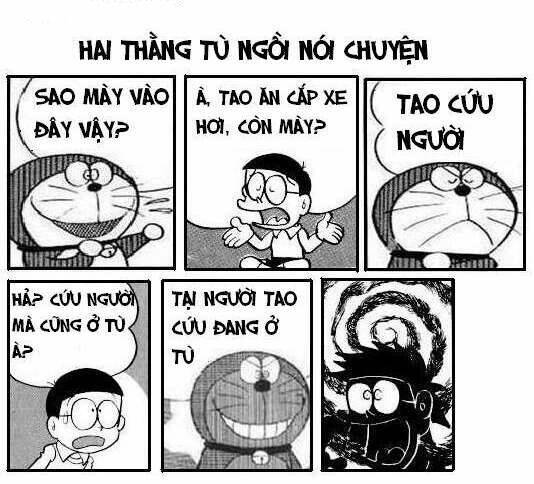 HAI THẰNG TÙ NGỒI NÓI CHUYỆN
SAO MÀY VÀO
ĐÂY VẬY?
À, TAO ĂN CẮP XE
HƠI, CÒN MÀY?
TAO CỨU
NGƯỜI
HẢ? CỨU NGƯỜI
MÀ CŨNG Ở TÙ
À?
TẠI NGƯỜI TAO
CỨU ĐANG Ở
TÙ